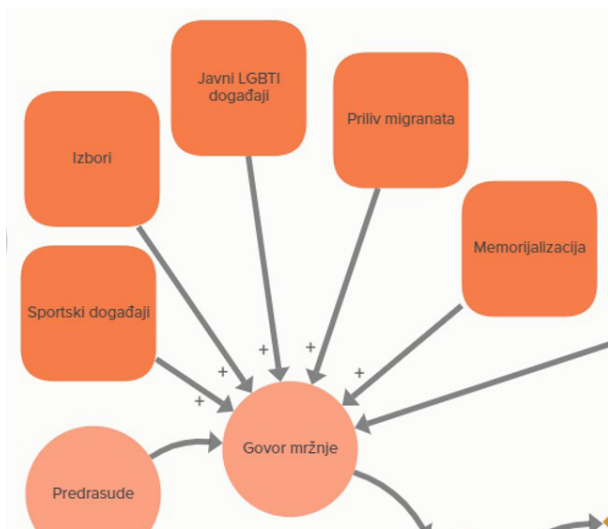 Javni LGBTI
događaji
Priliv migranata
Izbori
Memorijalizacija
Sportski događaji
+
+
+
+
+
Govor mržnje
Predrasude